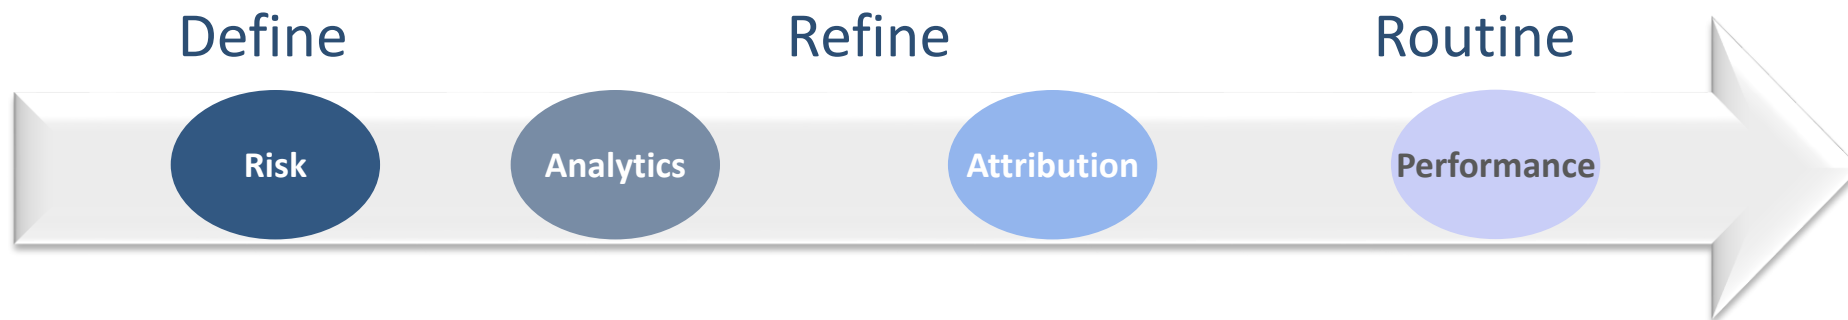 Define Refine Routine
Risk Analytics Attribution Performance